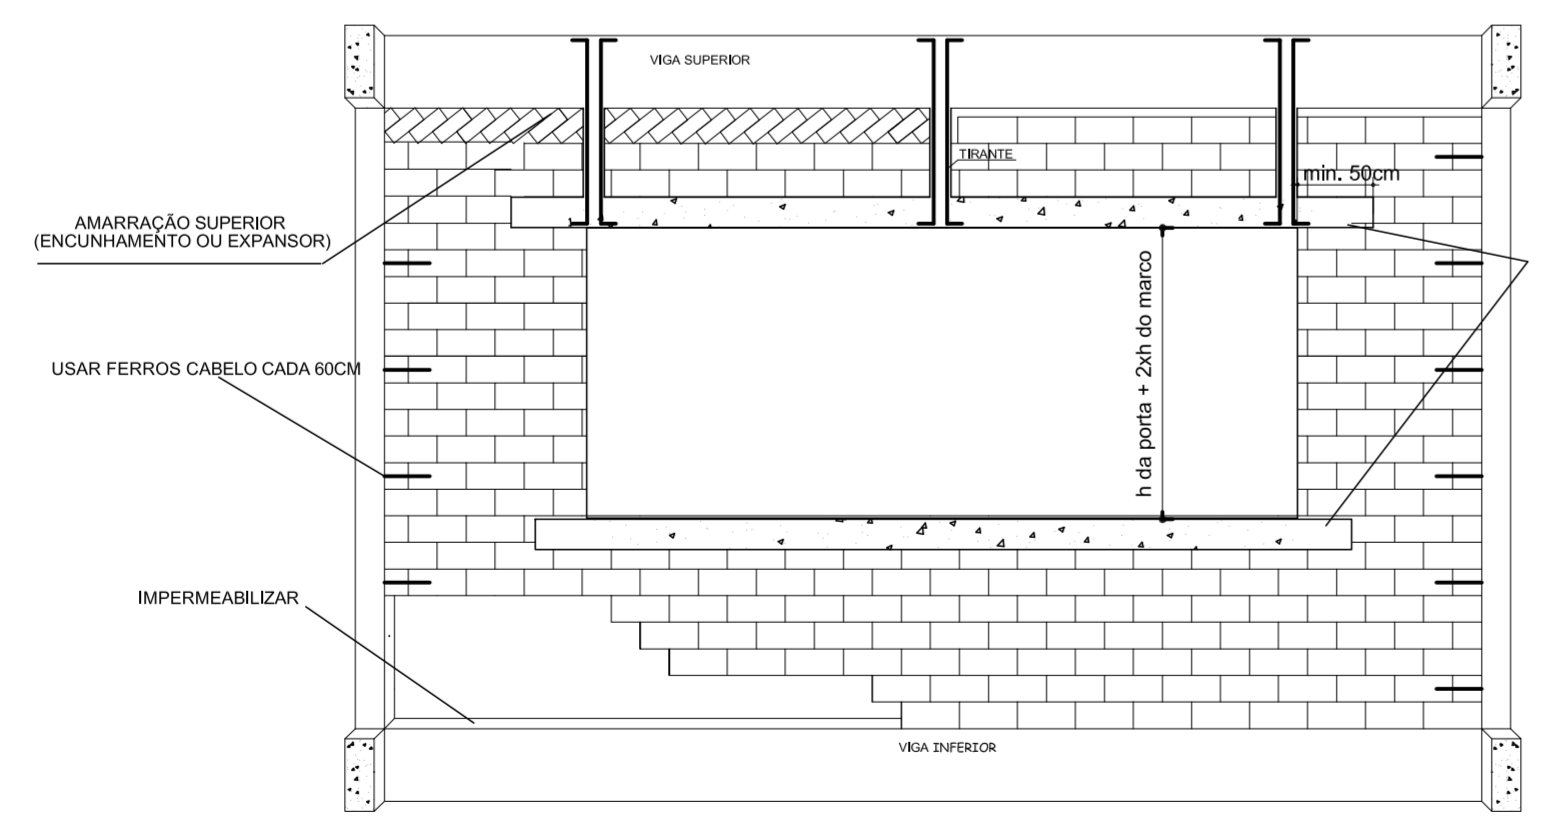 VIGA SUPERIOR
TIRANTE
min. 50cm
AMARRAÇÃO SUPERIOR
(ENCUNHAMENTO OU EXPANSOR)
h da porta + 2xh do marco
USAR FERROS CABELO CADA 60CM
IMPERMEABILIZAR
VIGA INFERIOR